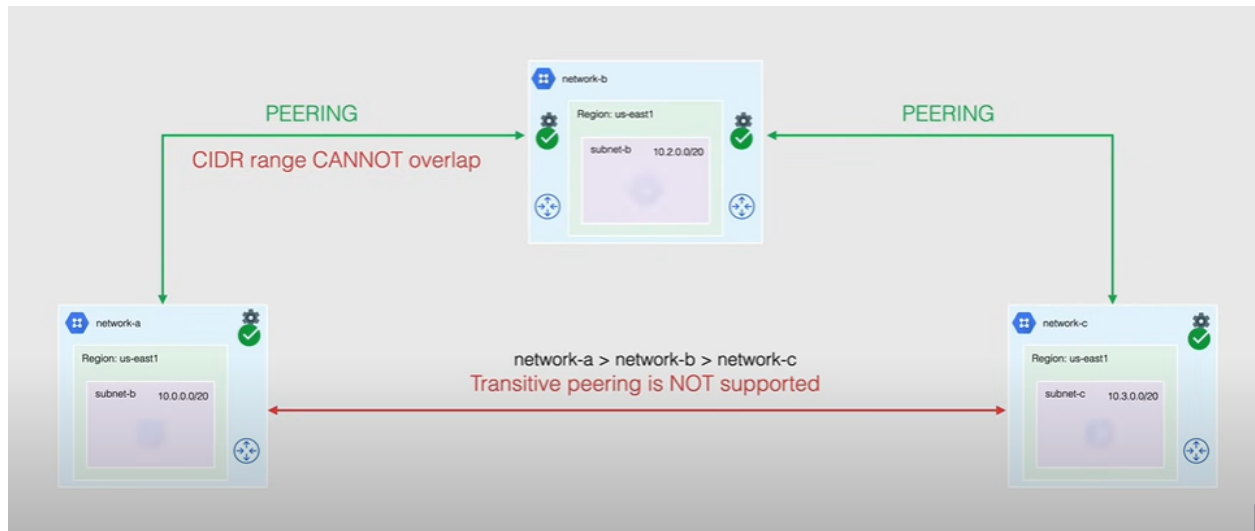 network-b
PEERING
PEERING
Region: us-east1
CIDR range CANNOT overlap
subnet-b 10.2.0.0/20
network-a
network-c
network-a > network-b > network-c
Region: us-east1
Region: us-east1
Transitive peering is NOT supported
subnet-b 10.0.0.0/20
subnet-c 10.3.0.0/20